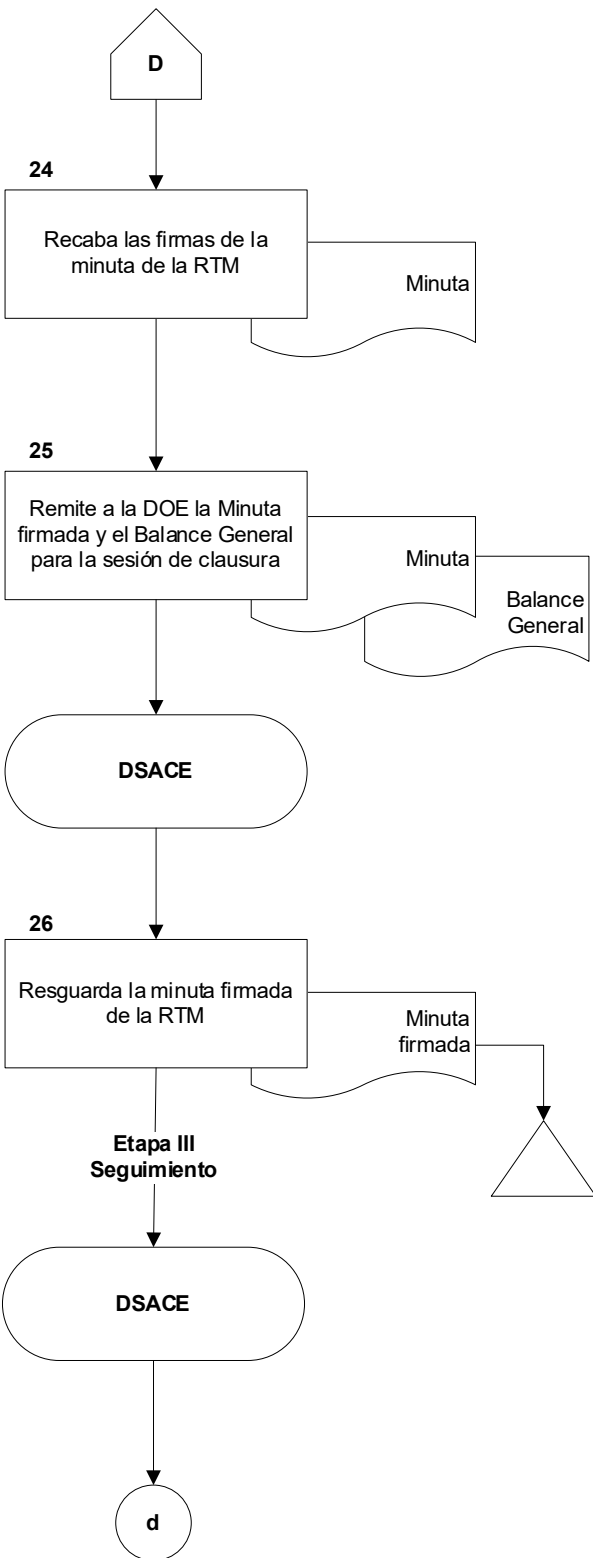 D
24
Recaba las firmas de la
minuta de la RTM
Minuta
25
Remite a la DOE la Minuta
firmada y el Balance General
para la sesión de clausura
Minuta
Balance
General
DSACE
26
Resguarda la minuta firmada
de la RTM
Minuta
firmada
Etapa III
Seguimiento
DSACE
d